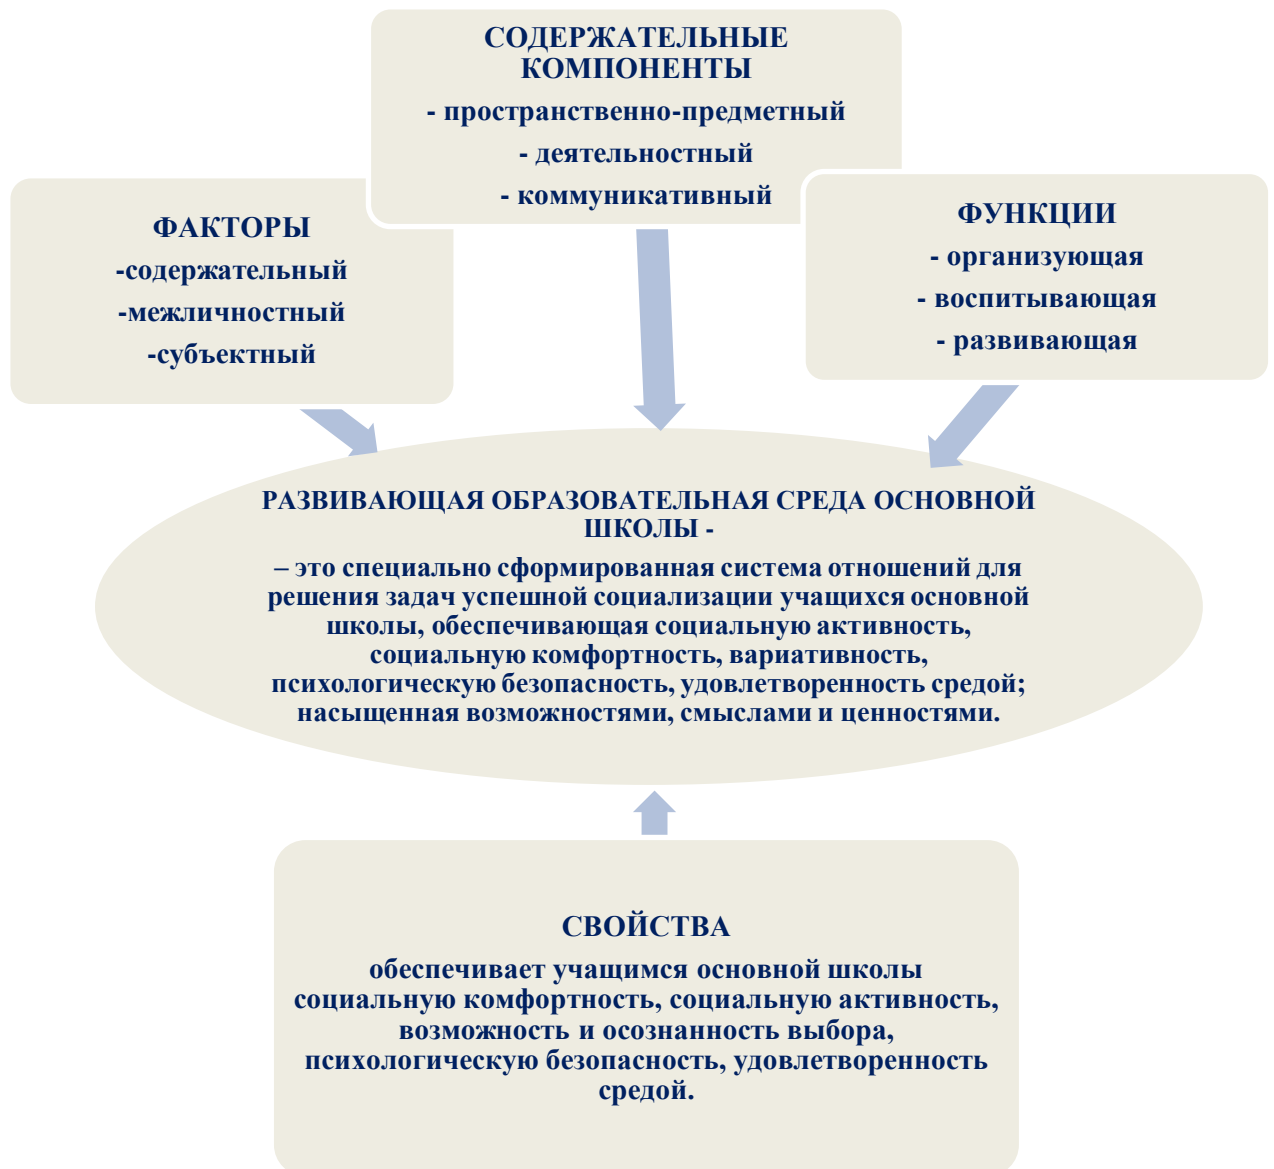 СОДЕРЖАТЕЛЬНЫЕ
КОМПОНЕНТЫ
- пространственно-предметный
- деятельностный
- коммуникативный
ФАКТОРЫ
-содержательный
-межличностный
-субъектный
ФУНКЦИИ
- организующая
- воспитывающая
- развивающая
РАЗВИВАЮЩАЯ ОБРАЗОВАТЕЛЬНАЯ СРЕДА ОСНОВНОЙ
ШКОЛЫ -
– это специально сформированная система отношений для
решения задач успешной социализации учащихся основной
школы, обеспечивающая социальную активность,
социальную комфортность, вариативность,
психологическую безопасность, удовлетворенность средой;
насыщенная возможностями, смыслами и ценностями.
СВОЙСТВА
обеспечивает учащимся основной школы
социальную комфортность, социальную активность,
возможность и осознанность выбора,
психологическую безопасность, удовлетворенность
средой.